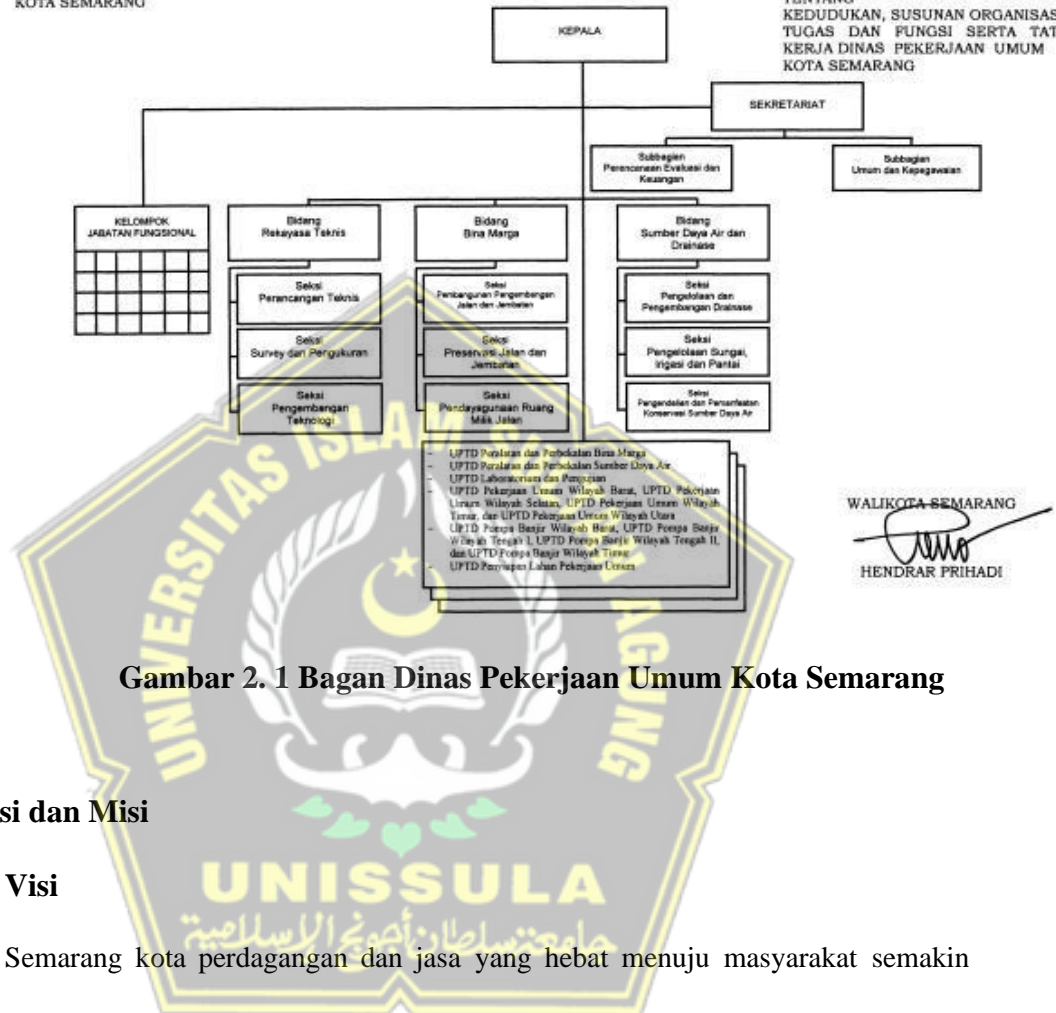 KOTA SEMARANG
TENTANG
KEDUDUKAN, SUSUNAN ORGANISAS
TUGAS DAN FUNGSI SERTA TAT
KERJA DINAS PEKERJAAN UMUM
KOTA SEMARANG
KEPALA
SEKRETARIAT
Subbagian
Perencanaan Evaluasi dan
Keuangan
Subbagian
Umum dan Kepegawaian
KELOMPOK
JABATAN FUNGSIONAL
Bidang
Rekayasa Teknis
Seksi
Perancangan Teknis
Seksi
Survey dan Pengukuran
Seksi
Pengembangan
Teknologi
Bidang
Bina Marga
Seksi
Pembangunan Pengembangan
Jalan dan Jembatan
Seksi
Preservasi Jalan dan
Jembatan
Seksi
Pendayagunaan Ruang
Milik Jalan
Bidang
Sumber Daya Air dan
Drainase
Seksi
Pengelolaan dan
Pengembangan Drainase
Seksi
Pengelolaan Sungai,
Irigasi dan Pantai
Seksi
Pengendalian dan Pemanfaatan
Konservasi Sumber Daya Air
- UPTD Peralatan dan Perbekalan Bina Marga
- UPTD Peralatan dan Perbekalan Sumber Daya Air
- UPTD Laboratorium dan Pengujian
- UPTD Pekerjaan Umum Wilayah Barat, UPTD Pekerjaan
Umum Wilayah Selatan, UPTD Pekerjaan Umum Wilayah
Timur, dan UPTD Pekerjaan Umum Wilayah Utara
- UPTD Pompa Banjir Wilayah Barat, UPTD Pompa Banjir
Wilayah Tengah I, UPTD Pompa Banjir Wilayah Tengah II,
dan UPTD Pompa Banjir Wilayah Timur
- UPTD Penyiapan Lahan Pekerjaan Umum
WALIKOTA SEMARANG
HENDRAR PRIHADI
UNIVERSITAS ISLAM SULTAN AGUNG
Gambar 2. 1 Bagan Dinas Pekerjaan Umum Kota Semarang
si dan Misi
Visi
UNISSULA
جامعتسلطان أجونج الإسلامية
Semarang kota perdagangan dan jasa yang hebat menuju masyarakat semakin